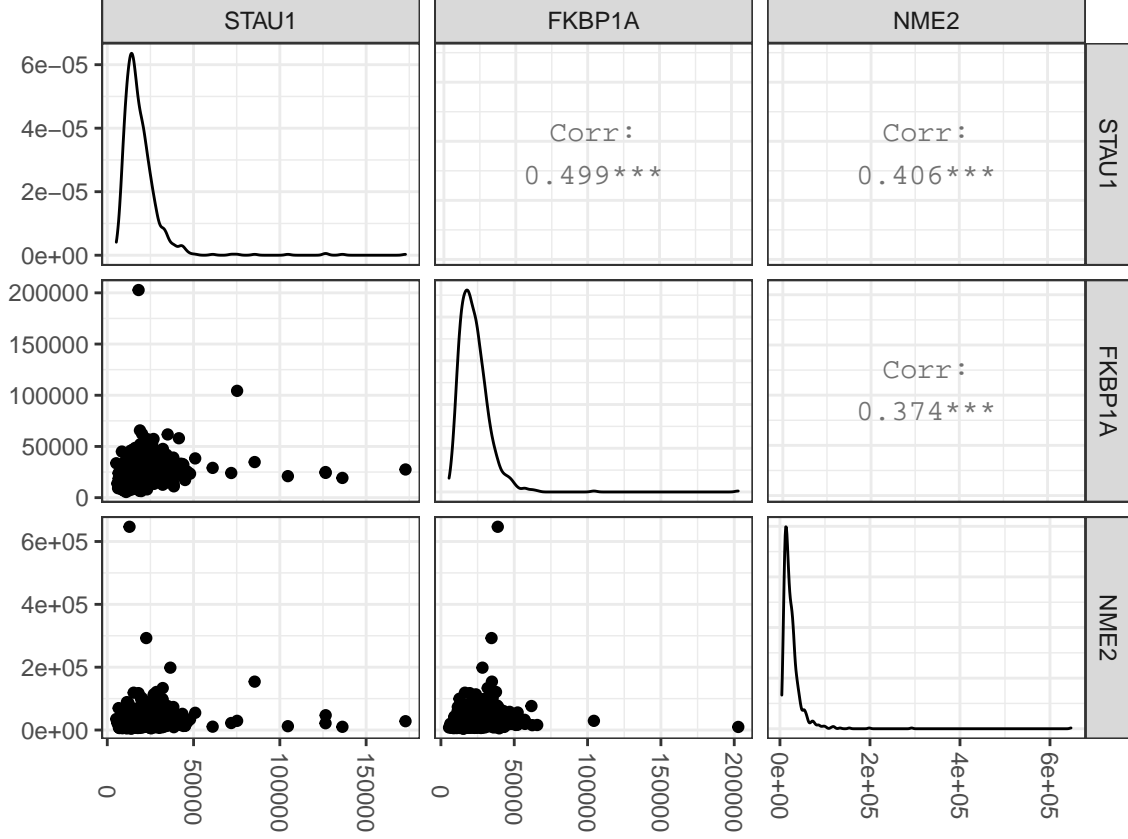 STAU1
FKBP1A
NME2
6e−05
4e−05
2e−05
0e+00
Corr:
0.499***
Corr:
0.406***
STAU1
200000
150000
100000
50000
0
Corr:
0.374***
FKBP1A
6e+05
4e+05
2e+05
0e+00
NME2
0
50000
100000
150000
0
50000
100000
150000
200000
0e+00
2e+05
4e+05
6e+05